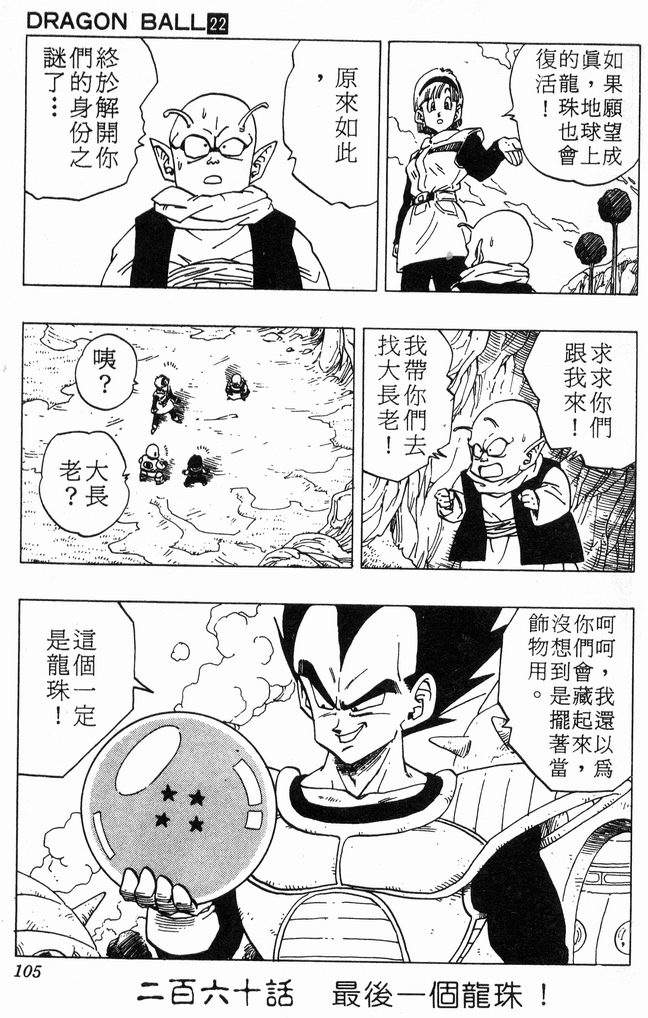 DRAGON BALL 22
如果願望成
眞，地球上
的龍珠也會
復活！
原來如此
，
終於解開你
們的身份之
謎了…
求求你們
跟我來！
我帶你們去
找大長老！
咦？
大長
老？
呵呵，我還以爲
你們會藏起來，
沒想到是擺著當
飾物用。
這個一定
是龍珠！
105
二百六十話　最後一個龍珠！